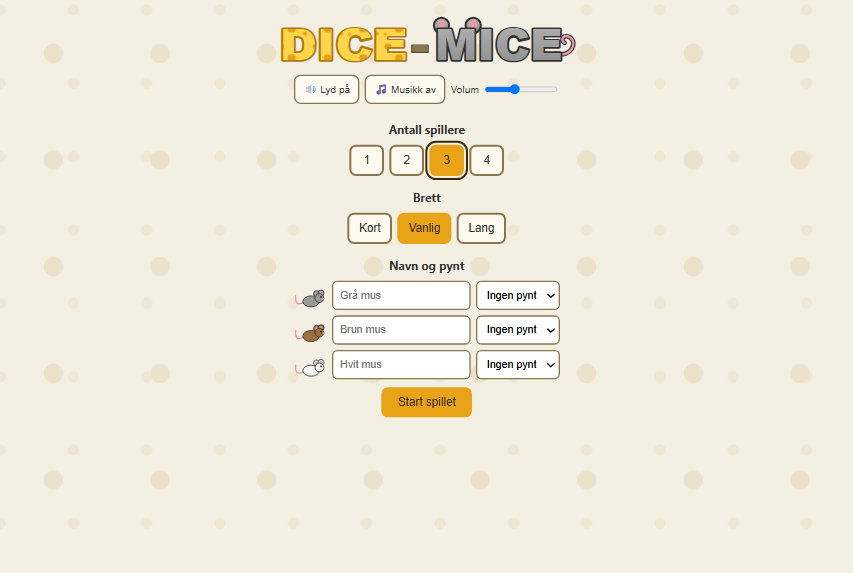 DICE-MICE
Lyd på Musikk av Volum
Antall spillere
1 2 3 4
Brett
Kort Vanlig Lang
Navn og pynt
Grå mus Ingen pynt
Brun mus Ingen pynt
Hvit mus Ingen pynt
Start spillet